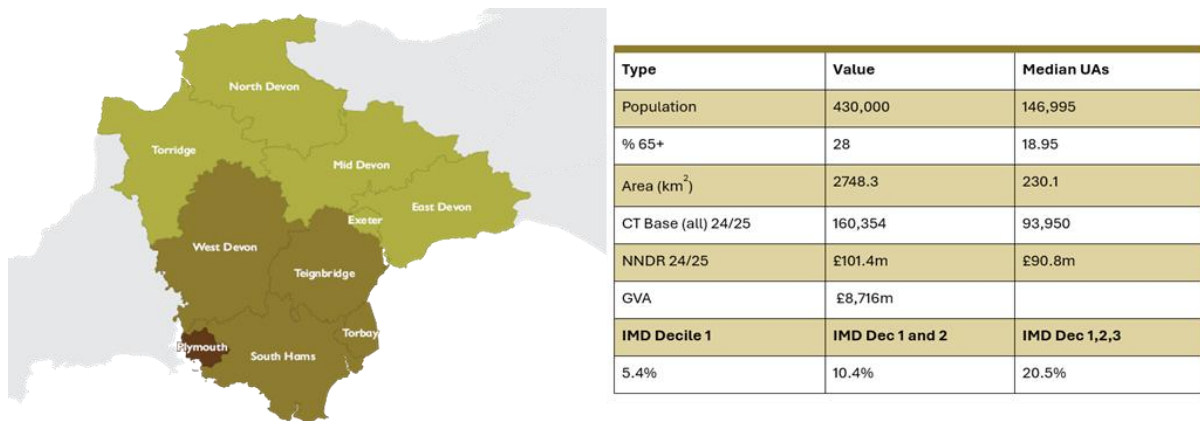 North Devon
Torridge
Mid Devon
East Devon
Exeter
West Devon
Teignbridge
Torbay
Plymouth
South Hams
Type Value Median UAs
Population 430,000 146,995
% 65+ 28 18.95
Area (km²) 2748.3 230.1
CT Base (all) 24/25 160,354 93,950
NNDR 24/25 £101.4m £90.8m
GVA £8,716m
IMD Decile 1 IMD Dec 1 and 2 IMD Dec 1,2,3
5.4% 10.4% 20.5%